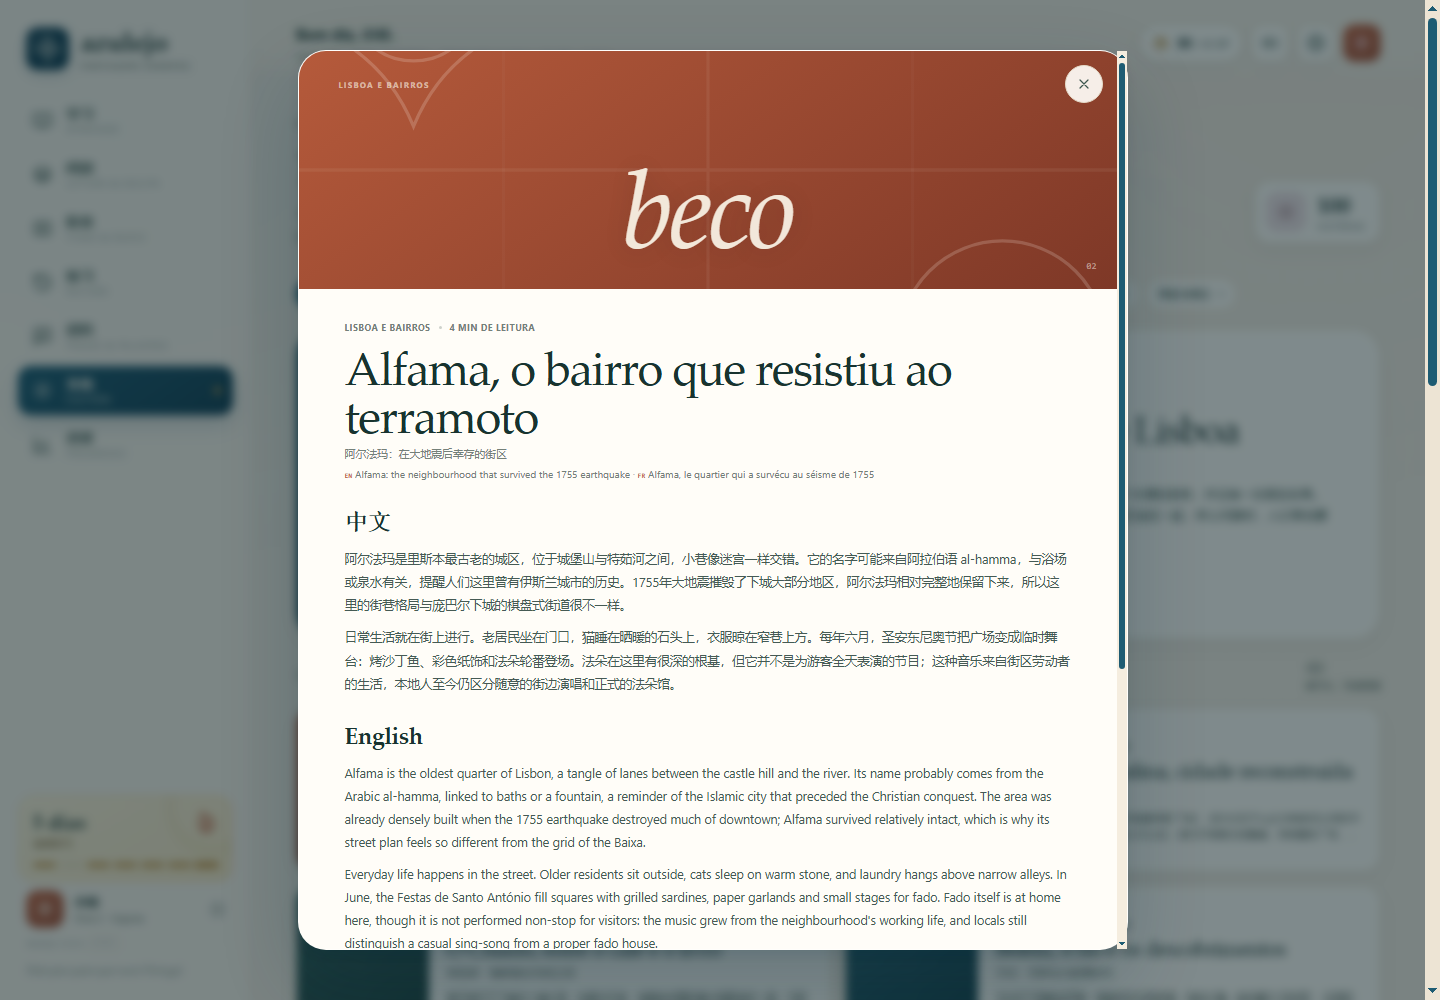 LISBOA E BAIRROS
beco
02
LISBOA E BAIRROS • 4 MIN DE LEITURA
Alfama, o bairro que resistiu ao
terramoto
阿尔法玛：在大地震后幸存的街区
EN Alfama: the neighbourhood that survived the 1755 earthquake · FR Alfama, le quartier qui a survécu au séisme de 1755
中文
阿尔法玛是里斯本最古老的城区，位于城堡山与特茹河之间，小巷像迷宫一样交错。它的名字可能来自阿拉伯语 al-hamma，与浴场
或泉水有关，提醒人们这里曾有伊斯兰城市的历史。1755年大地震摧毁了下城大部分地区，阿尔法玛相对完整地保留下来，所以这
里的街巷格局与庞巴尔下城的棋盘式街道很不一样。
日常生活就在街上进行。老居民坐在门口，猫睡在晒暖的石头上，衣服晾在窄巷上方。每年六月，圣安东尼奥节把广场变成临时舞
台：烤沙丁鱼、彩色纸饰和法朵轮番登场。法朵在这里有很深的根基，但它并不是为游客全天表演的节目；这种音乐来自街区劳动者
的生活，本地人至今仍区分随意的街边演唱和正式的法朵馆。
English
Alfama is the oldest quarter of Lisbon, a tangle of lanes between the castle hill and the river. Its name probably comes from the
Arabic al-hamma, linked to baths or a fountain, a reminder of the Islamic city that preceded the Christian conquest. The area was
already densely built when the 1755 earthquake destroyed much of downtown; Alfama survived relatively intact, which is why its
street plan feels so different from the grid of the Baixa.
Everyday life happens in the street. Older residents sit outside, cats sleep on warm stone, and laundry hangs above narrow alleys. In
June, the Festas de Santo António fill squares with grilled sardines, paper garlands and small stages for fado. Fado itself is at home
here, though it is not performed non-stop for visitors: the music grew from the neighbourhood's working life, and locals still
distinguish a casual sing-song from a proper fado house.
Lisboa